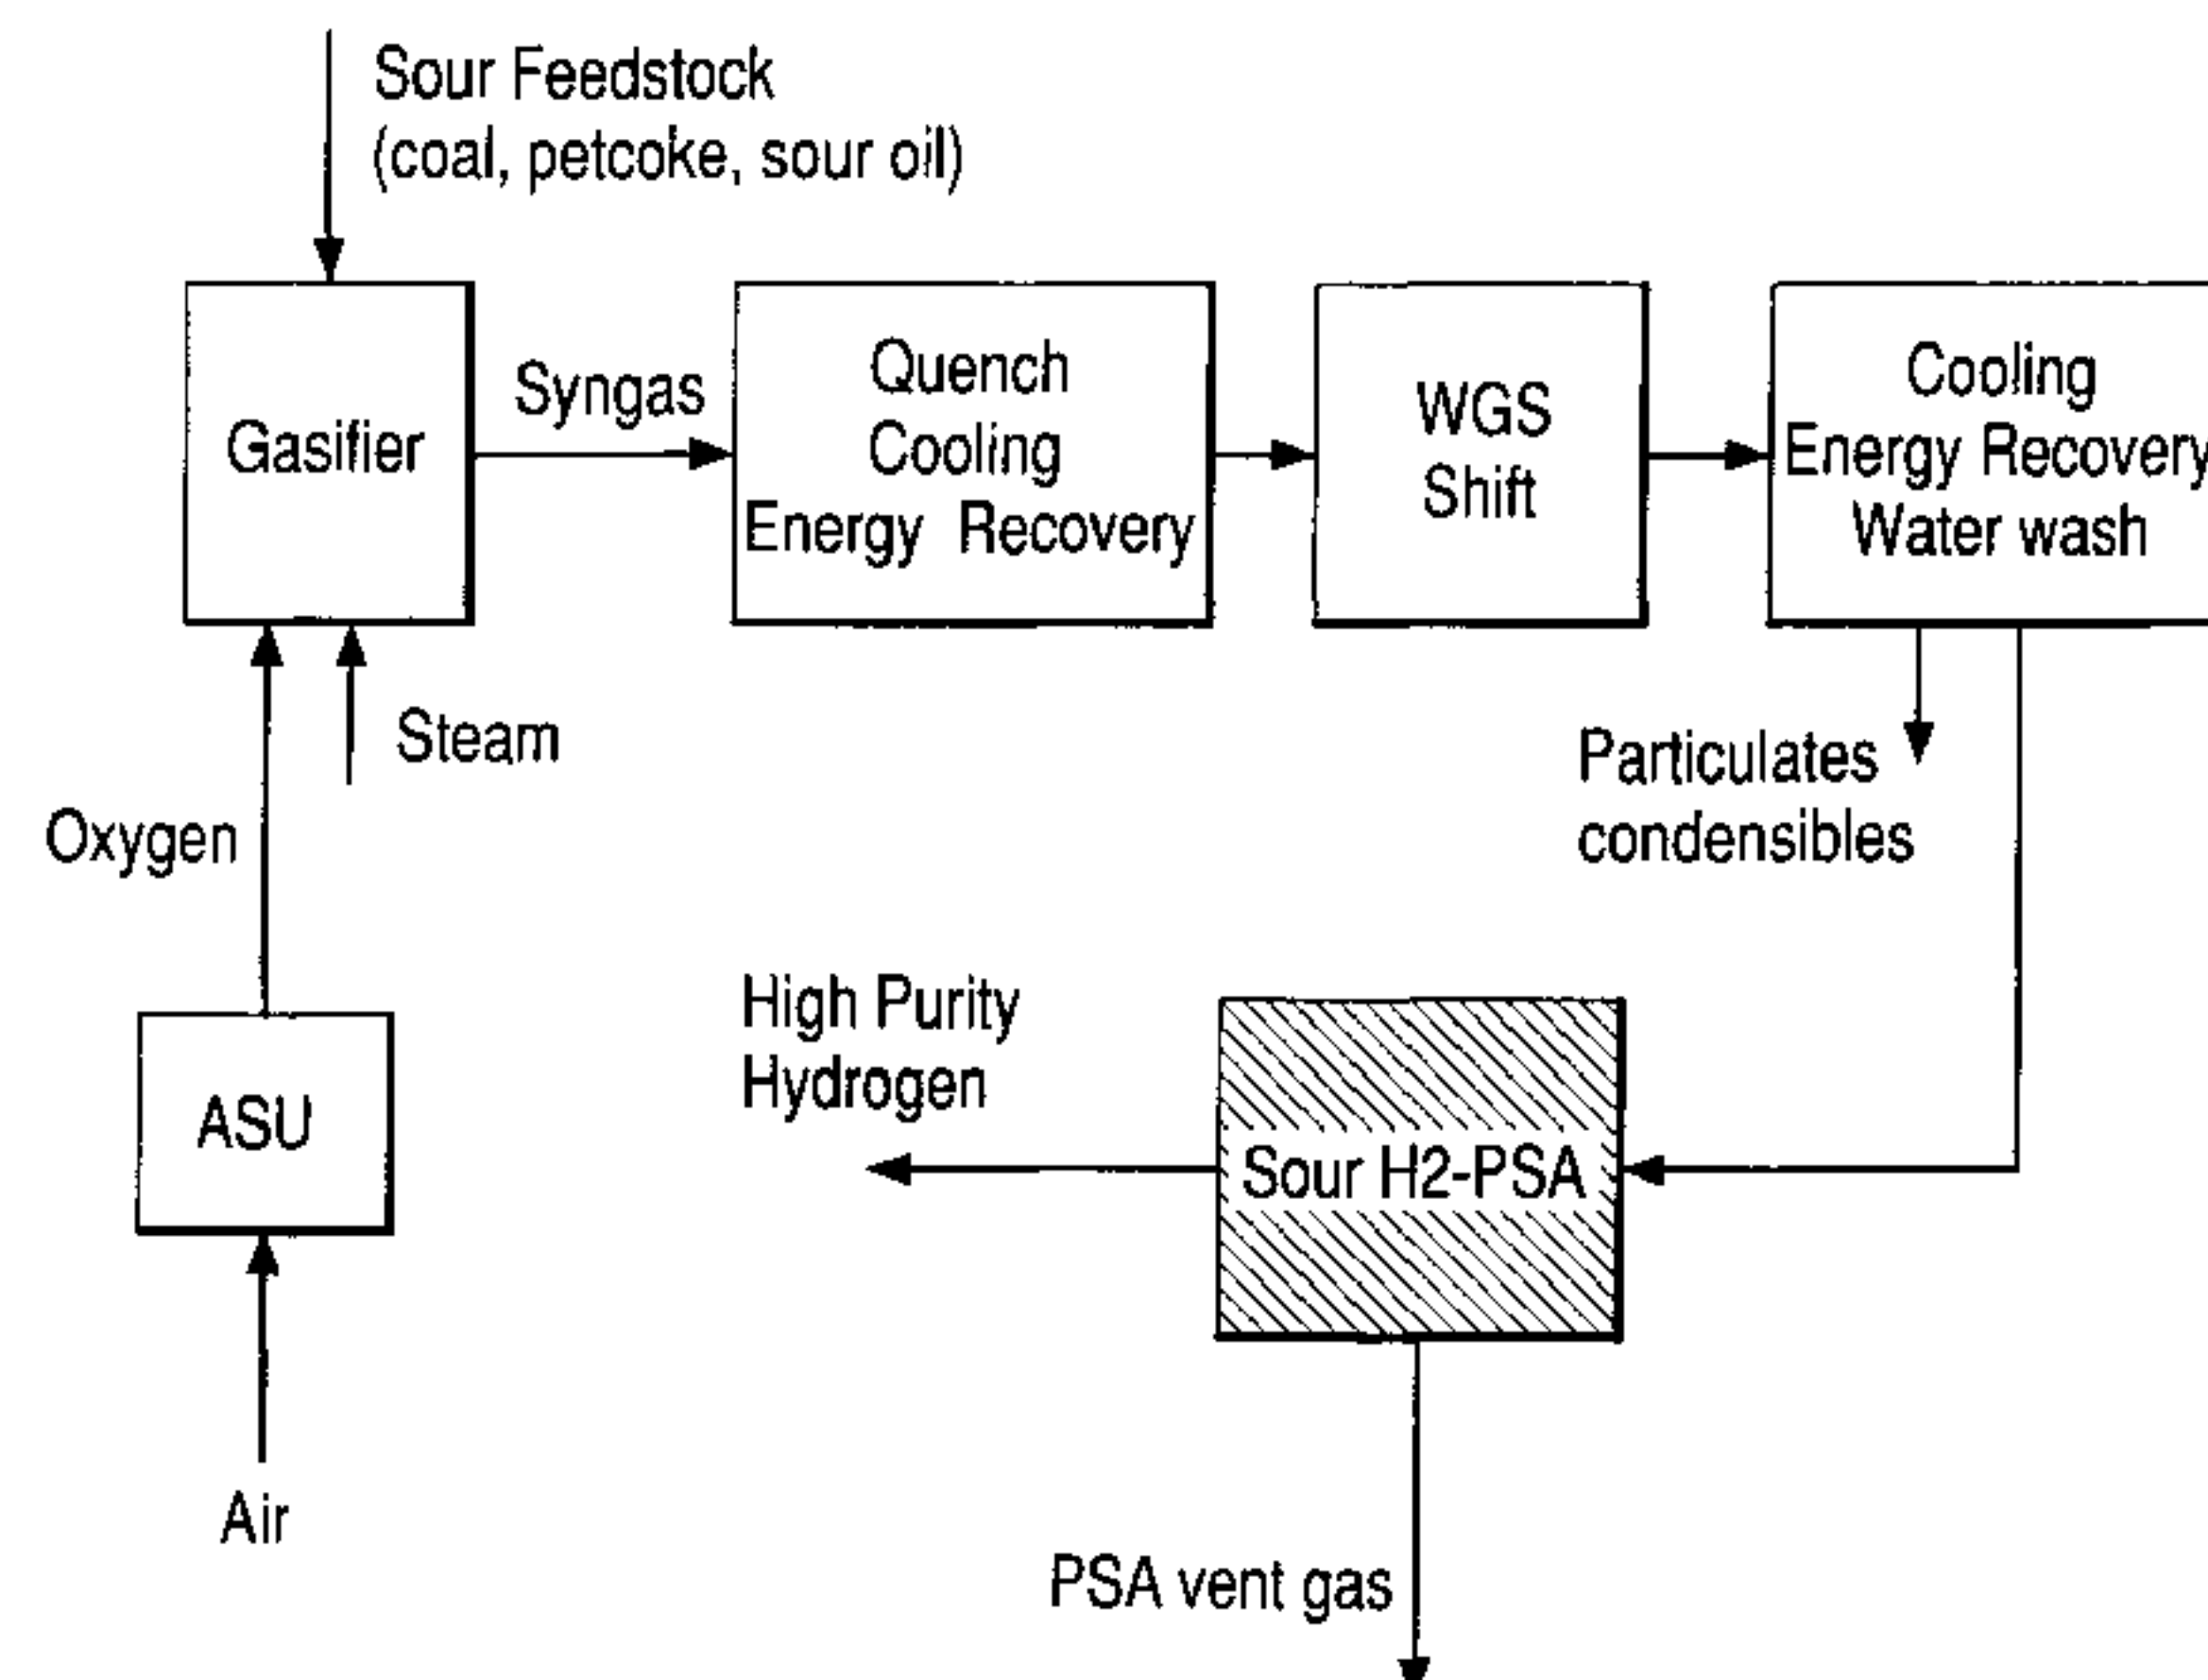 Sour Feedstock
(coal, petcoke, sour oil)
Gasifier
Syngas
Quench
Cooling
Energy Recovery
WGS
Shift
Cooling
Energy Recovery
Water wash
Steam
Oxygen
Particulates
condensibles
High Purity
Hydrogen
ASU
Sour H2-PSA
Air
PSA vent gas